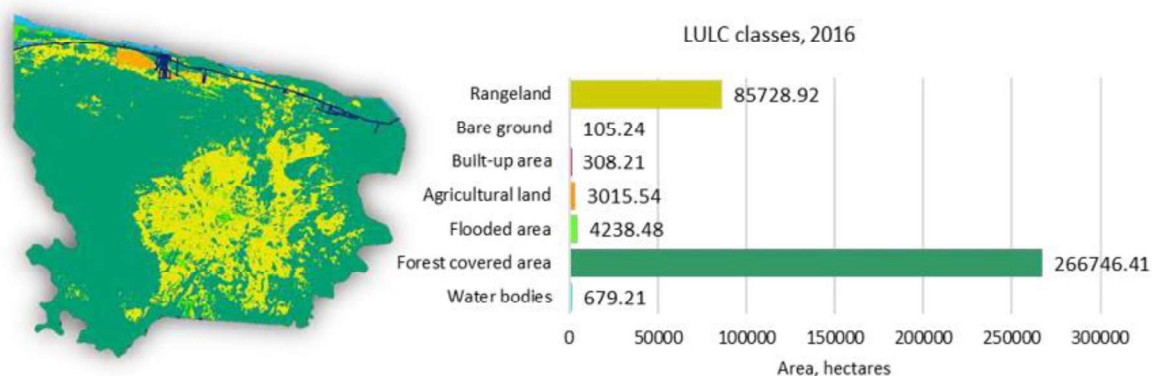 LULC classes, 2016
Rangeland 85728.92
Bare ground 105.24
Built-up area 308.21
Agricultural land 3015.54
Flooded area 4238.48
Forest covered area 266746.41
Water bodies 679.21
0 50000 100000 150000 200000 250000 300000
Area, hectares